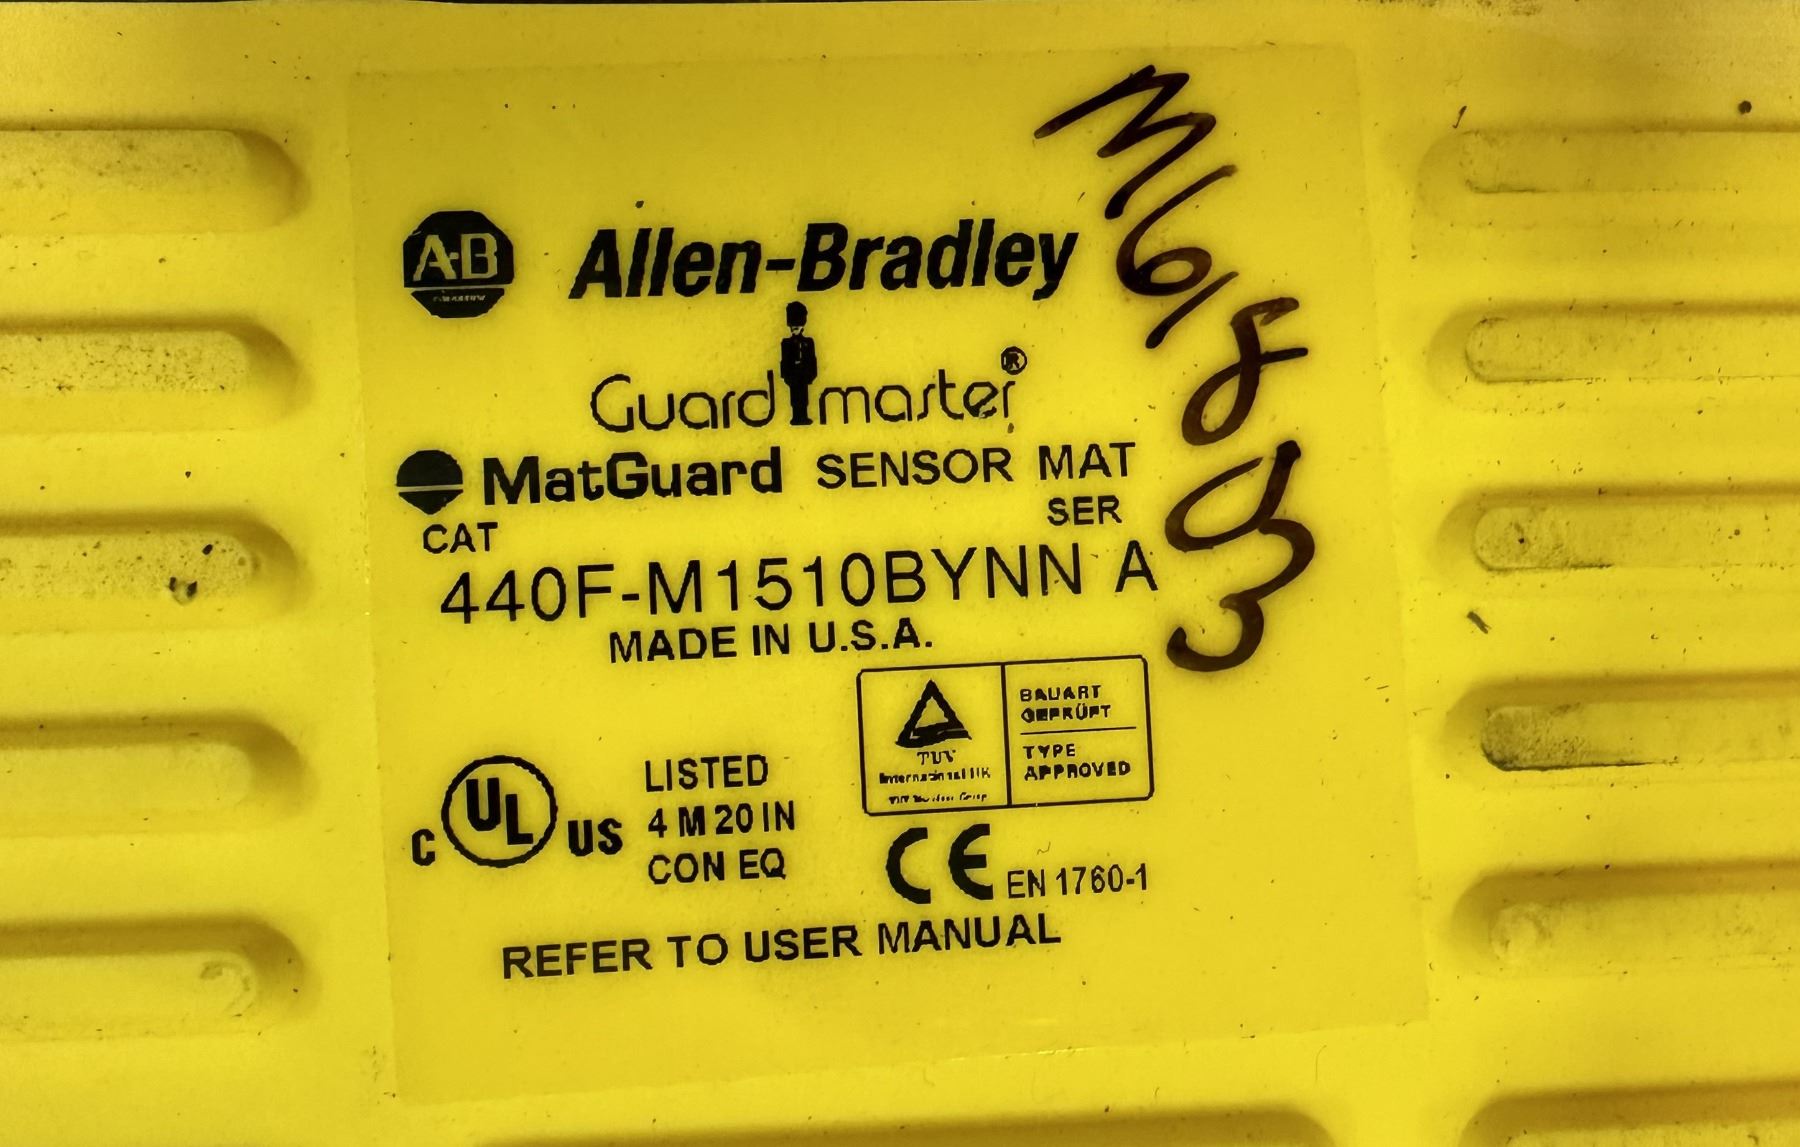 A-B
Allen-Bradley
Guardmaster®
MatGuard SENSOR MAT
CAT SER
440F-M1510BYNN A
MADE IN U.S.A.
BAUART
GEPRÜFT
TÜV
TYPE
APPROVED
C UL US
LISTED
4 M 20 IN
CON EQ
CE EN 1760-1
REFER TO USER MANUAL